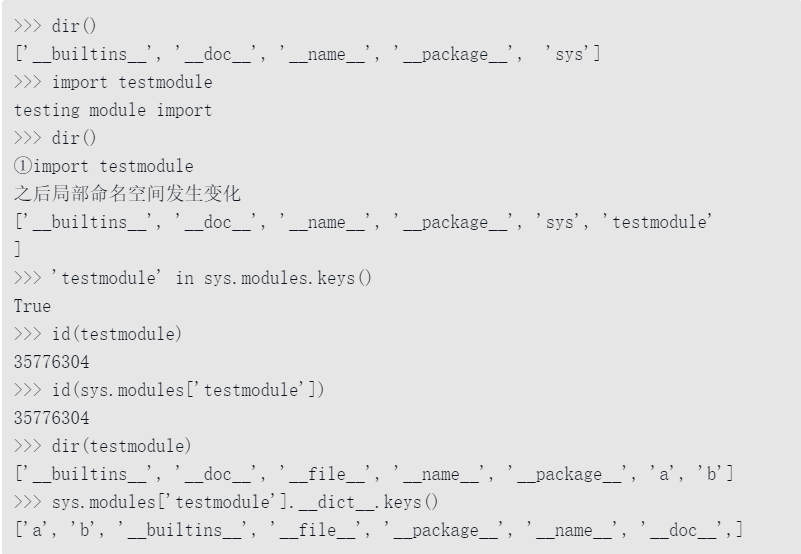 >>> dir()
['__builtins__', '__doc__', '__name__', '__package__',  'sys']
>>> import testmodule
testing module import
>>> dir()
①import testmodule
之后局部命名空间发生变化
['__builtins__', '__doc__', '__name__', '__package__', 'sys', 'testmodule'
]
>>> 'testmodule' in sys.modules.keys()
True
>>> id(testmodule)
35776304
>>> id(sys.modules['testmodule'])
35776304
>>> dir(testmodule)
['__builtins__', '__doc__', '__file__', '__name__', '__package__', 'a', 'b']
>>> sys.modules['testmodule'].__dict__.keys()
['a', 'b', '__builtins__', '__file__', '__package__', '__name__', '__doc__',]